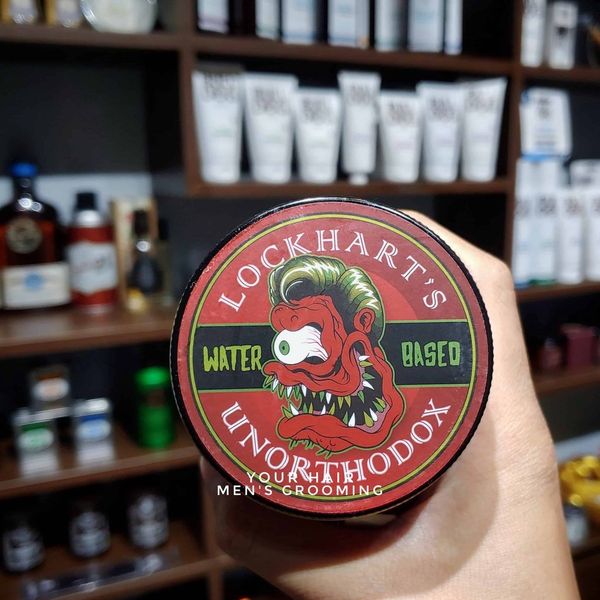 LOCKHART'S
WATER BASED
UNORTHODOX
YOUR HAIR
MEN'S GROOMING